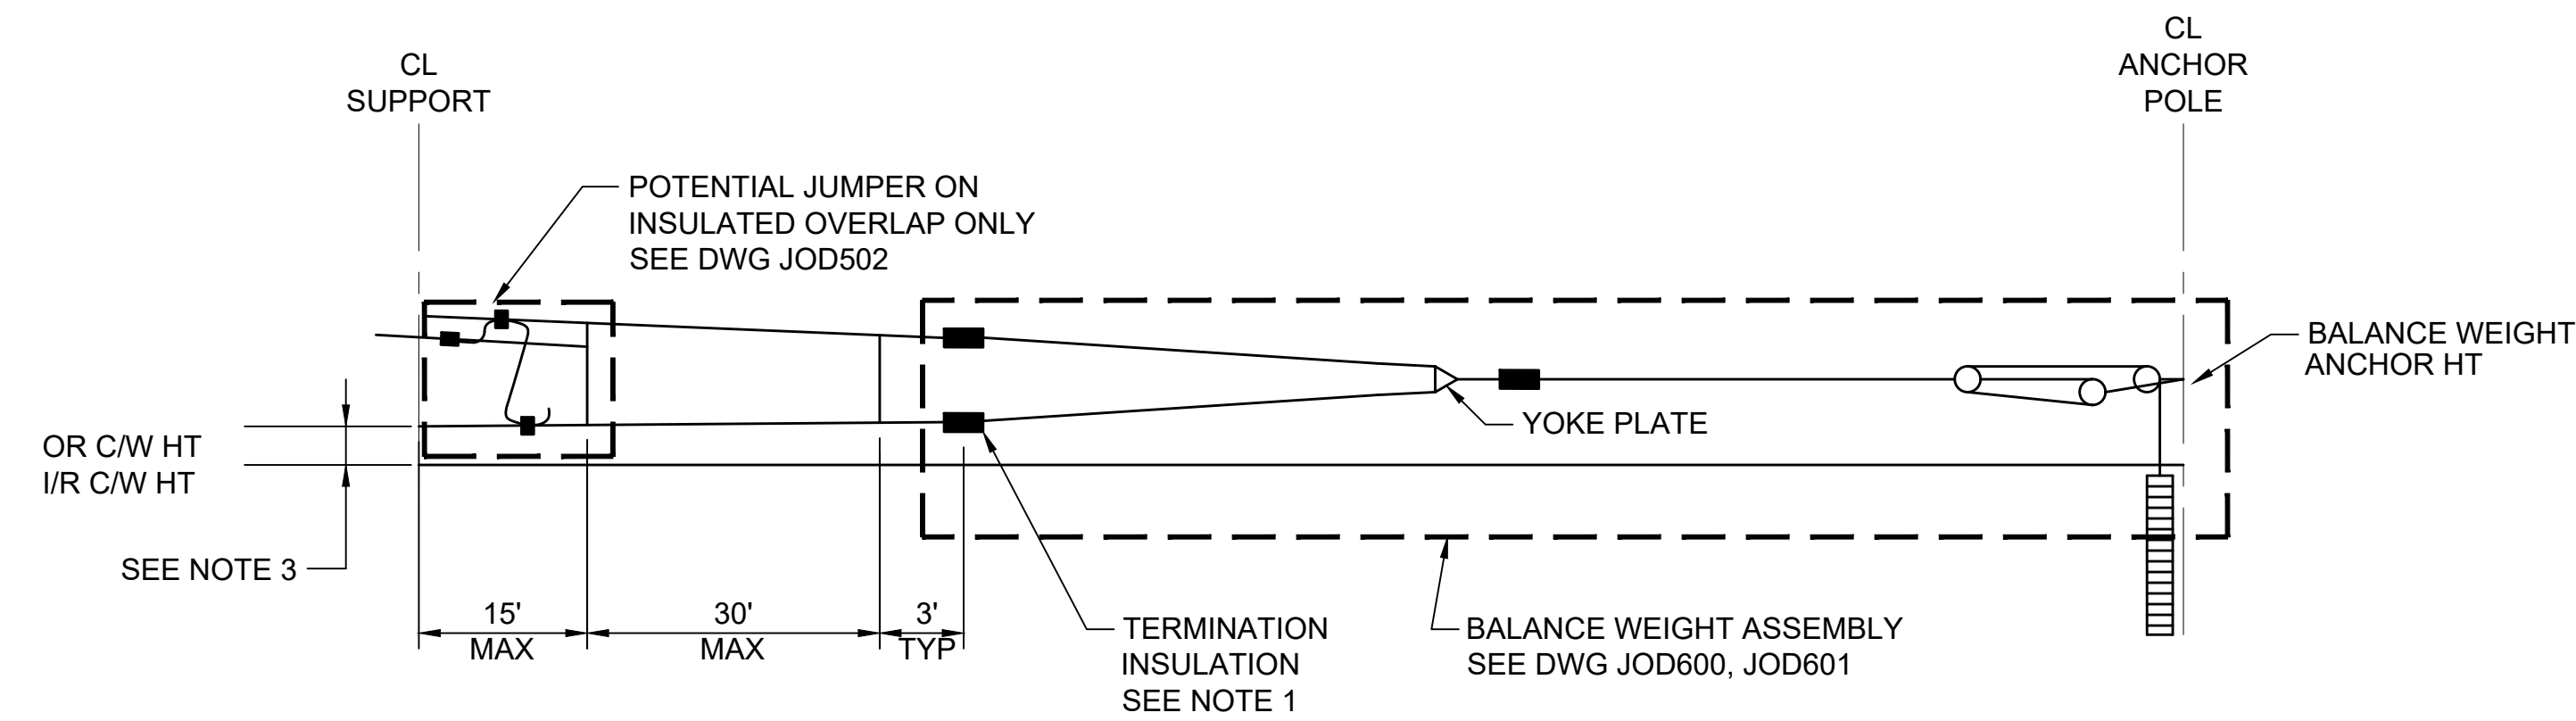 CL
SUPPORT
CL
ANCHOR
POLE
POTENTIAL JUMPER ON
INSULATED OVERLAP ONLY
SEE DWG JOD502
BALANCE WEIGHT
ANCHOR HT
YOKE PLATE
OR C/W HT
I/R C/W HT
SEE NOTE 3
15'
MAX
30'
MAX
3'
TYP
TERMINATION
INSULATION
SEE NOTE 1
BALANCE WEIGHT ASSEMBLY
SEE DWG JOD600, JOD601